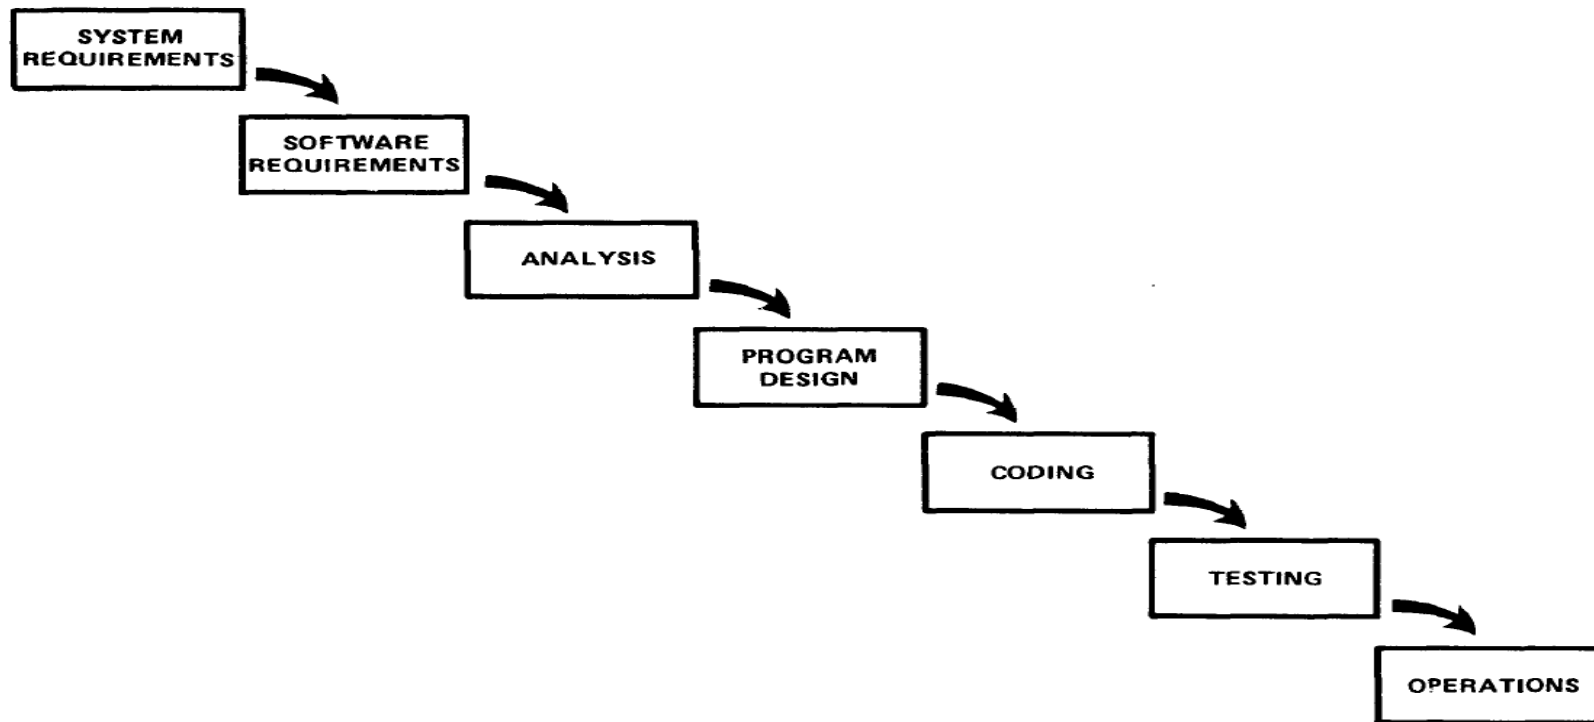 SYSTEM
REQUIREMENTS
SOFTWARE
REQUIREMENTS
ANALYSIS
PROGRAM
DESIGN
CODING
TESTING
OPERATIONS